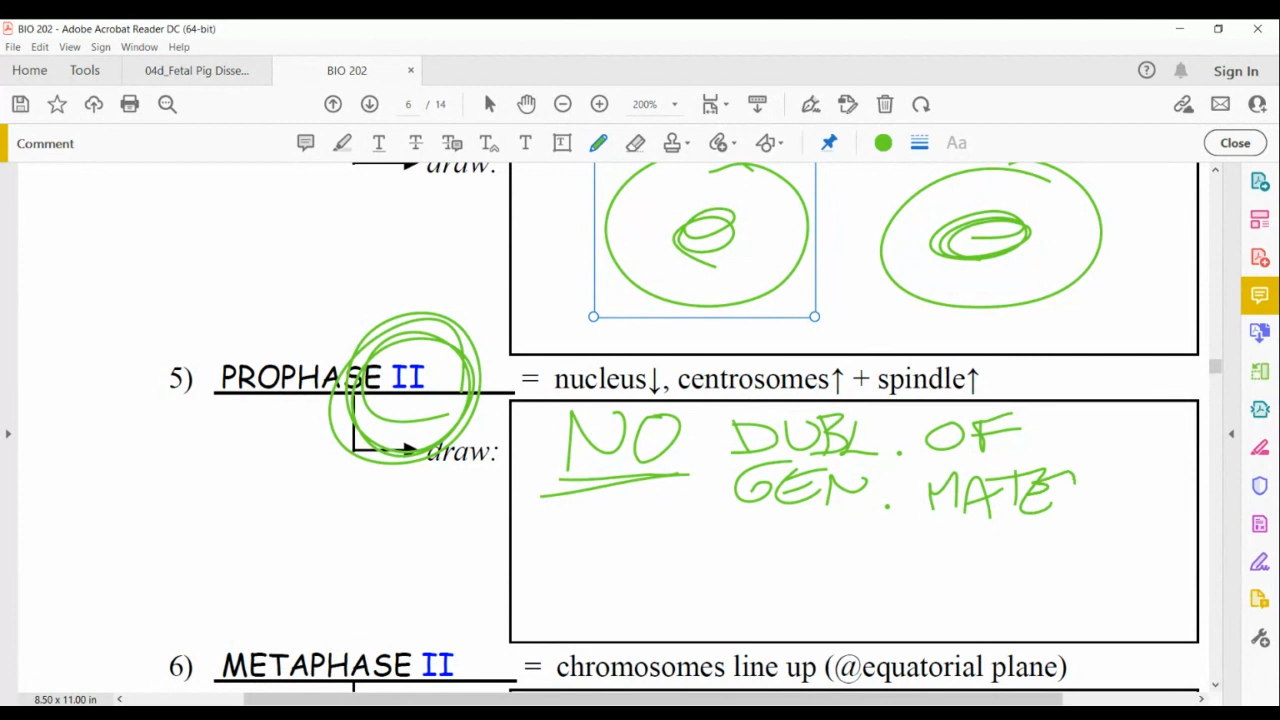 BIO 202 - Adobe Acrobat Reader DC (64-bit)
File Edit View Sign Window Help
Home Tools 04d_Fetal Pig Disse... BIO 202 × Sign In
6 / 14 200%
Comment Aa Close
draw:
5) PROPHASE II = nucleus↓, centrosomes↑ + spindle↑
draw:
NO DUBL. OF
GEN. MATE
6) METAPHASE II = chromosomes line up (@equatorial plane)
8.50 x 11.00 in